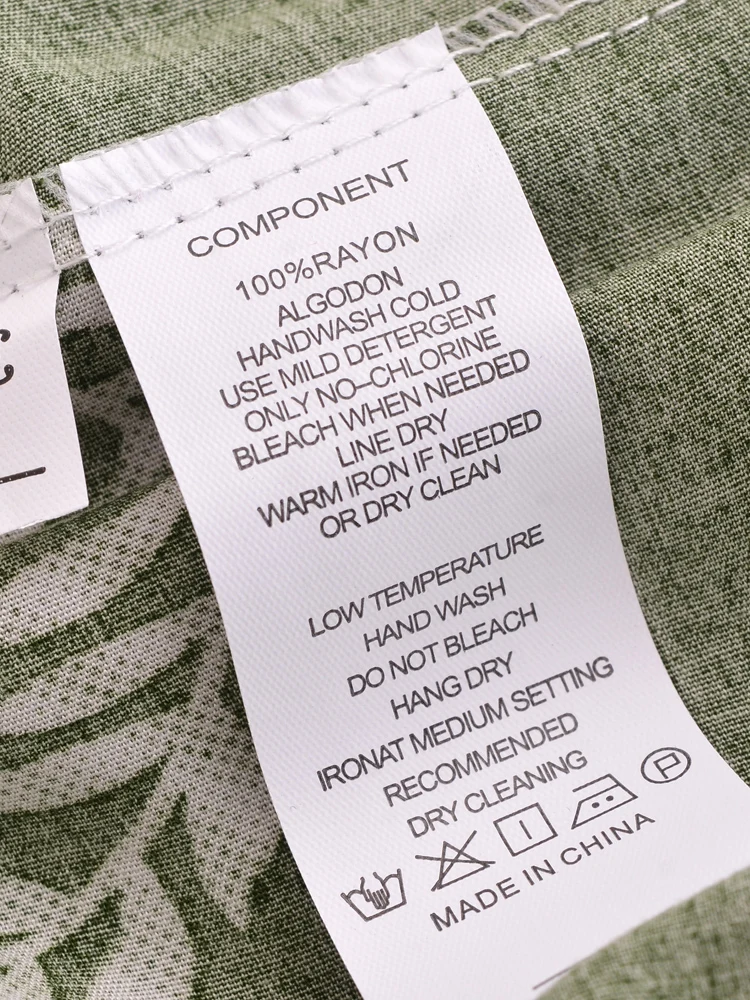 COMPONENT
100%RAYON
ALGODON
HANDWASH COLD
USE MILD DETERGENT
ONLY NO-CHLORINE
BLEACH WHEN NEEDED
LINE DRY
WARM IRON IF NEEDED
OR DRY CLEAN
LOW TEMPERATURE
HAND WASH
DO NOT BLEACH
HANG DRY
IRONAT MEDIUM SETTING
RECOMMENDED
DRY CLEANING
P
MADE IN CHINA